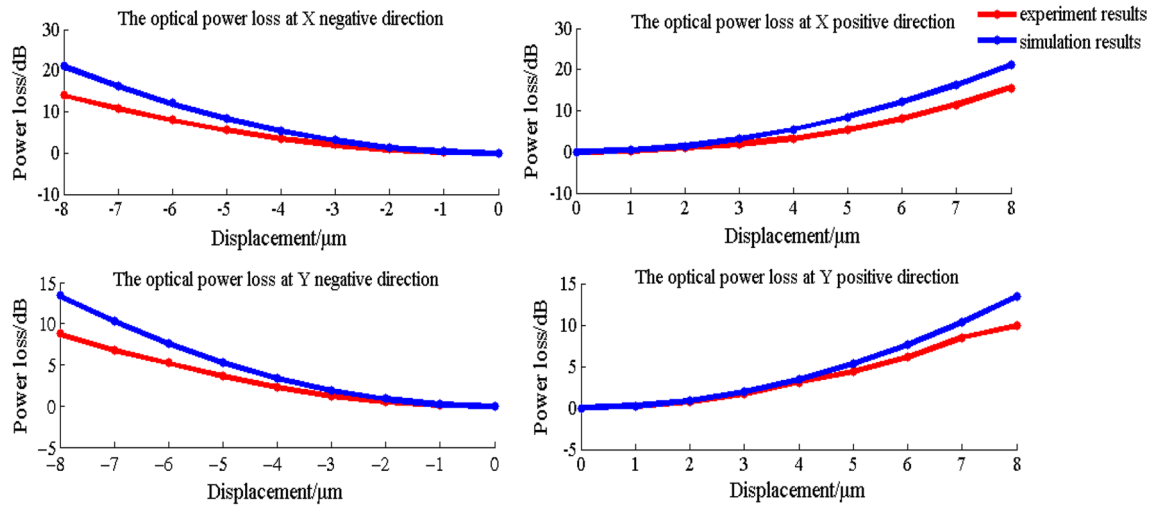 The optical power loss at X negative direction
Power loss/dB
30
20
10
0
-10
-8 -7 -6 -5 -4 -3 -2 -1 0
Displacement/μm
The optical power loss at X positive direction
Power loss/dB
30
20
10
0
-10
0 1 2 3 4 5 6 7 8
Displacement/μm
experiment results
simulation results
The optical power loss at Y negative direction
Power loss/dB
15
10
5
0
-5
−8 −7 −6 −5 −4 −3 −2 −1 0
Displacement/μm
The optical power loss at Y positive direction
Power loss/dB
15
10
5
0
-5
0 1 2 3 4 5 6 7 8
Displacement/μm